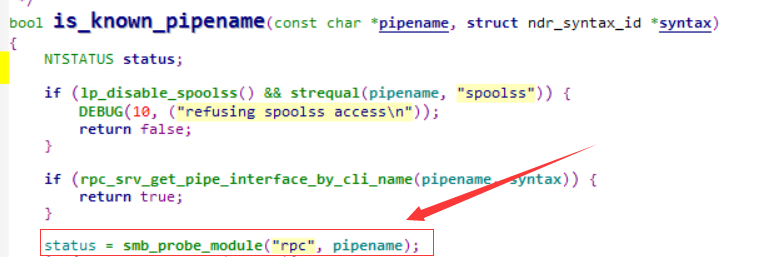 */
bool is_known_pipename(const char *pipename, struct ndr_syntax_id *syntax)
{
NTSTATUS status;
if (lp_disable_spoolss() && strequal(pipename, "spoolss")) {
DEBUG(10, ("refusing spoolss access\n"));
return false;
}
if (rpc_srv_get_pipe_interface_by_cli_name(pipename, syntax)) {
return true;
}
status = smb_probe_module("rpc", pipename);